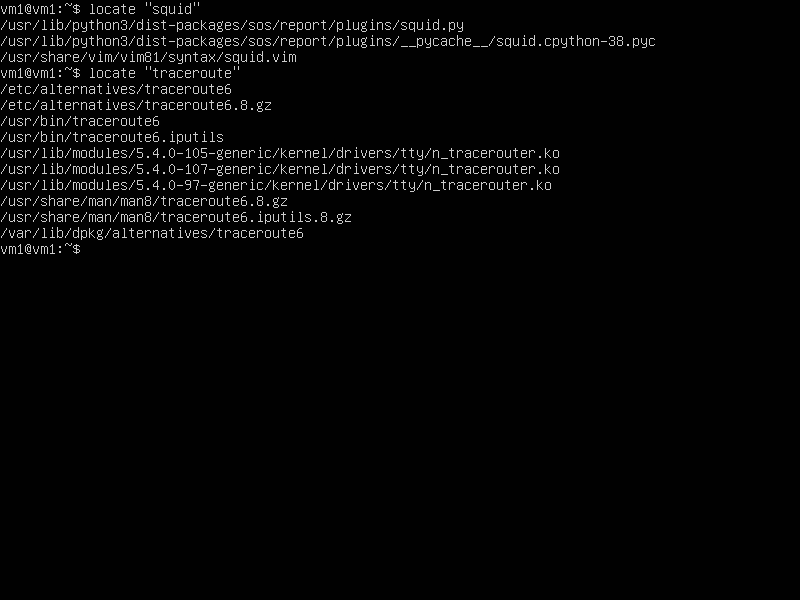 vm1@vm1:~$ locate "squid"
/usr/lib/python3/dist-packages/sos/report/plugins/squid.py
/usr/lib/python3/dist-packages/sos/report/plugins/__pycache__/squid.cpython-38.pyc
/usr/share/vim/vim81/syntax/squid.vim
vm1@vm1:~$ locate "traceroute"
/etc/alternatives/traceroute6
/etc/alternatives/traceroute6.8.gz
/usr/bin/traceroute6
/usr/bin/traceroute6.iputils
/usr/lib/modules/5.4.0-105-generic/kernel/drivers/tty/n_tracerouter.ko
/usr/lib/modules/5.4.0-107-generic/kernel/drivers/tty/n_tracerouter.ko
/usr/lib/modules/5.4.0-97-generic/kernel/drivers/tty/n_tracerouter.ko
/usr/share/man/man8/traceroute6.8.gz
/usr/share/man/man8/traceroute6.iputils.8.gz
/var/lib/dpkg/alternatives/traceroute6
vm1@vm1:~$